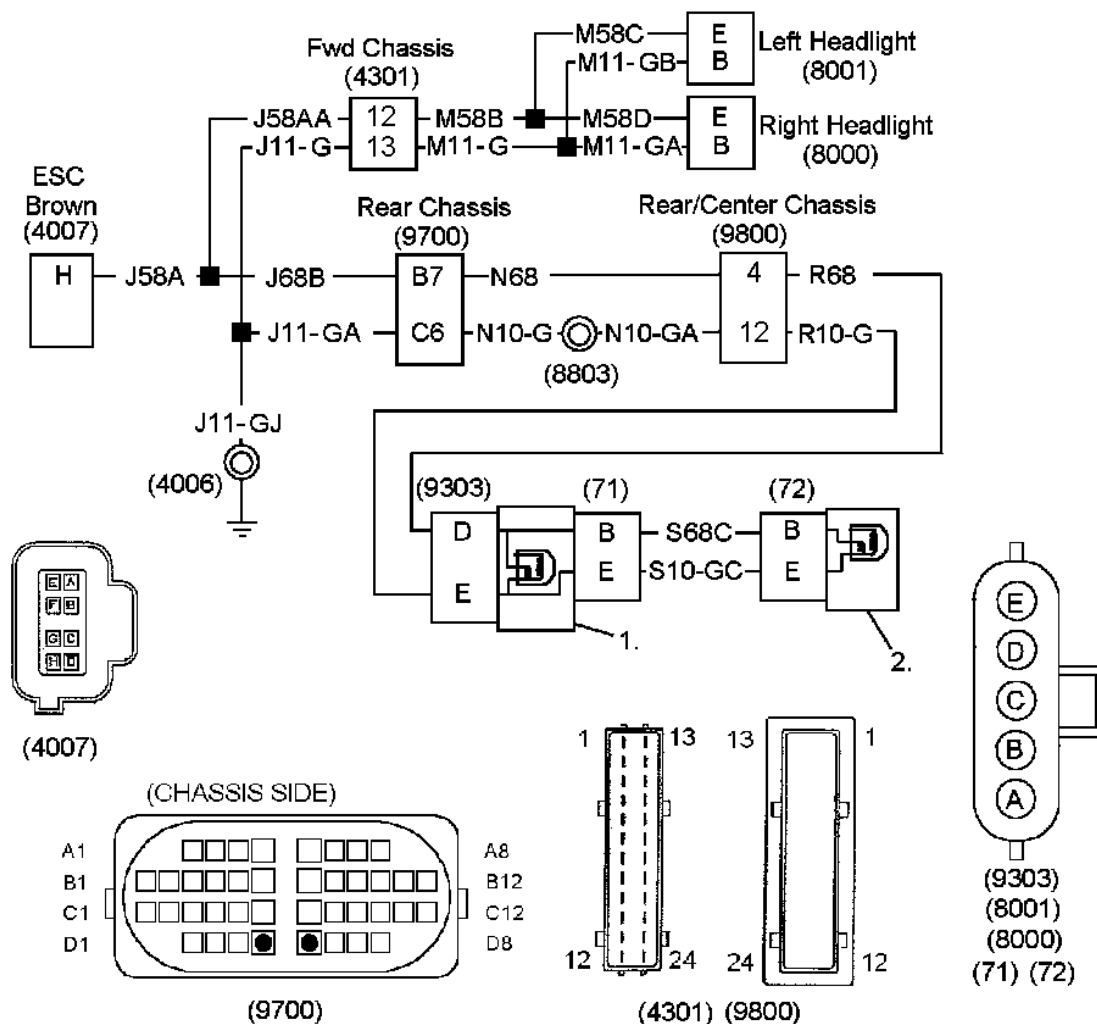 M58C
E
Left Headlight
(8001)
M11-GB
B
Fwd Chassis
(4301)
J58AA
12
M58B
M58D
E
Right Headlight
(8000)
J11-G
13
M11-G
M11-GA
B
ESC
Brown
(4007)
H
J58A
Rear Chassis
(9700)
Rear/Center Chassis
(9800)
J68B
B7
N68
4
R68
J11-GA
C6
N10-G
N10-GA
12
R10-G
(8803)
J11-GJ
(4006)
(9303)
(71)
(72)
D
B
S68C
B
E
E
S10-GC
E
1.
2.
E A
F B
G C
H D
(4007)
E
D
C
B
A
(9303)
(8001)
(8000)
(71) (72)
(CHASSIS SIDE)
A1
A8
B1
B12
C1
C12
D1
D8
(9700)
1
13
12
24
13
1
24
12
(4301) (9800)